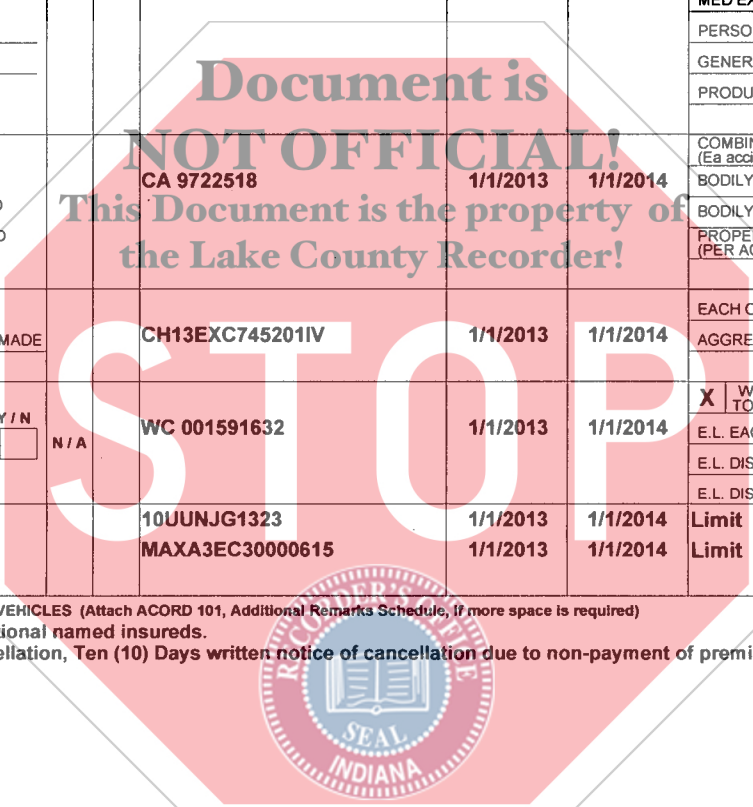 MED EX
PERSO
GENER
PRODU
Document is
NOT OFFICIAL!
This Document is the property of
the Lake County Recorder!
COMBIN
(Ea acci
CA 9722518 1/1/2013 1/1/2014 BODILY
BODILY
PROPE
(PER AC
EACH O
MADE CH13EXC745201IV 1/1/2013 1/1/2014 AGGRE
STOP
X W
TO
Y / N N / A WC 001591632 1/1/2013 1/1/2014 E.L. EAC
E.L. DIS
E.L. DIS
10UUNJG1323 1/1/2013 1/1/2014 Limit
MAXA3EC30000615 1/1/2013 1/1/2014 Limit
VEHICLES (Attach ACORD 101, Additional Remarks Schedule, if more space is required)
ional named insureds.
ellation, Ten (10) Days written notice of cancellation due to non-payment of premi
RECORDER'S OFFICE
SEAL
INDIANA